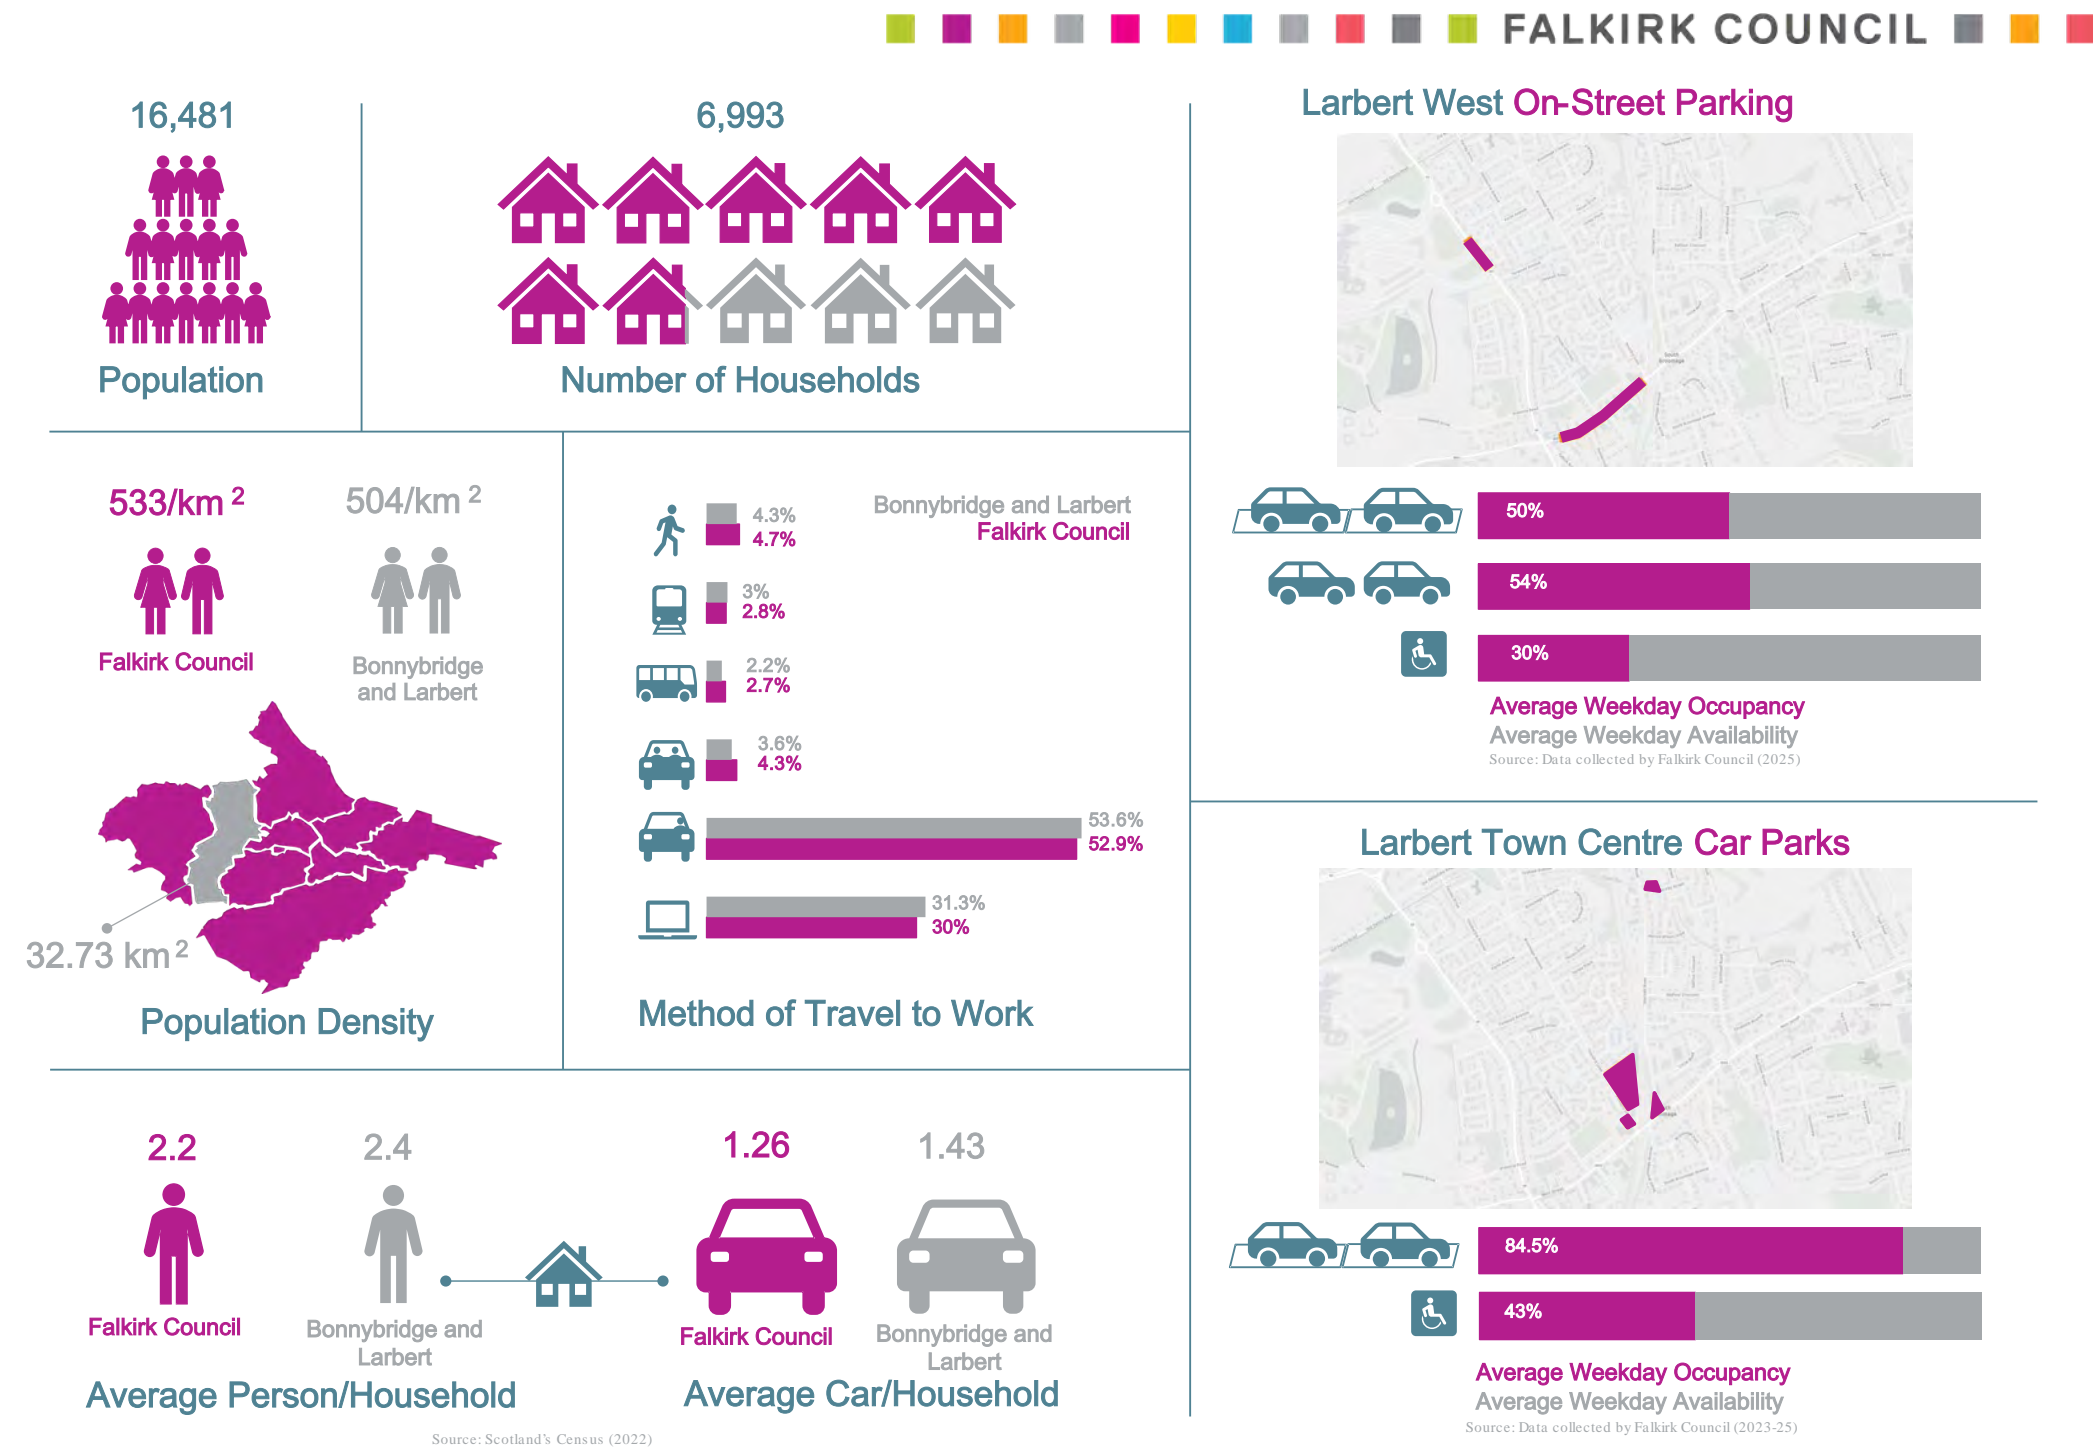 FALKIRK COUNCIL
16,481
Population
6,993
Number of Households
533/km 2
Falkirk Council
504/km 2
Bonnybridge
and Larbert
32.73 km 2
Population Density
Bonnybridge and Larbert
Falkirk Council
4.3%
4.7%
3%
2.8%
2.2%
2.7%
3.6%
4.3%
53.6%
52.9%
31.3%
30%
Method of Travel to Work
2.2
Falkirk Council
2.4
Bonnybridge and
Larbert
Average Person/Household
1.26
Falkirk Council
1.43
Bonnybridge and
Larbert
Average Car/Household
Source: Scotland's Census (2022)
Larbert West On-Street Parking
50%
54%
30%
Average Weekday Occupancy
Average Weekday Availability
Source: Data collected by Falkirk Council (2025)
Larbert Town Centre Car Parks
84.5%
43%
Average Weekday Occupancy
Average Weekday Availability
Source: Data collected by Falkirk Council (2023-25)